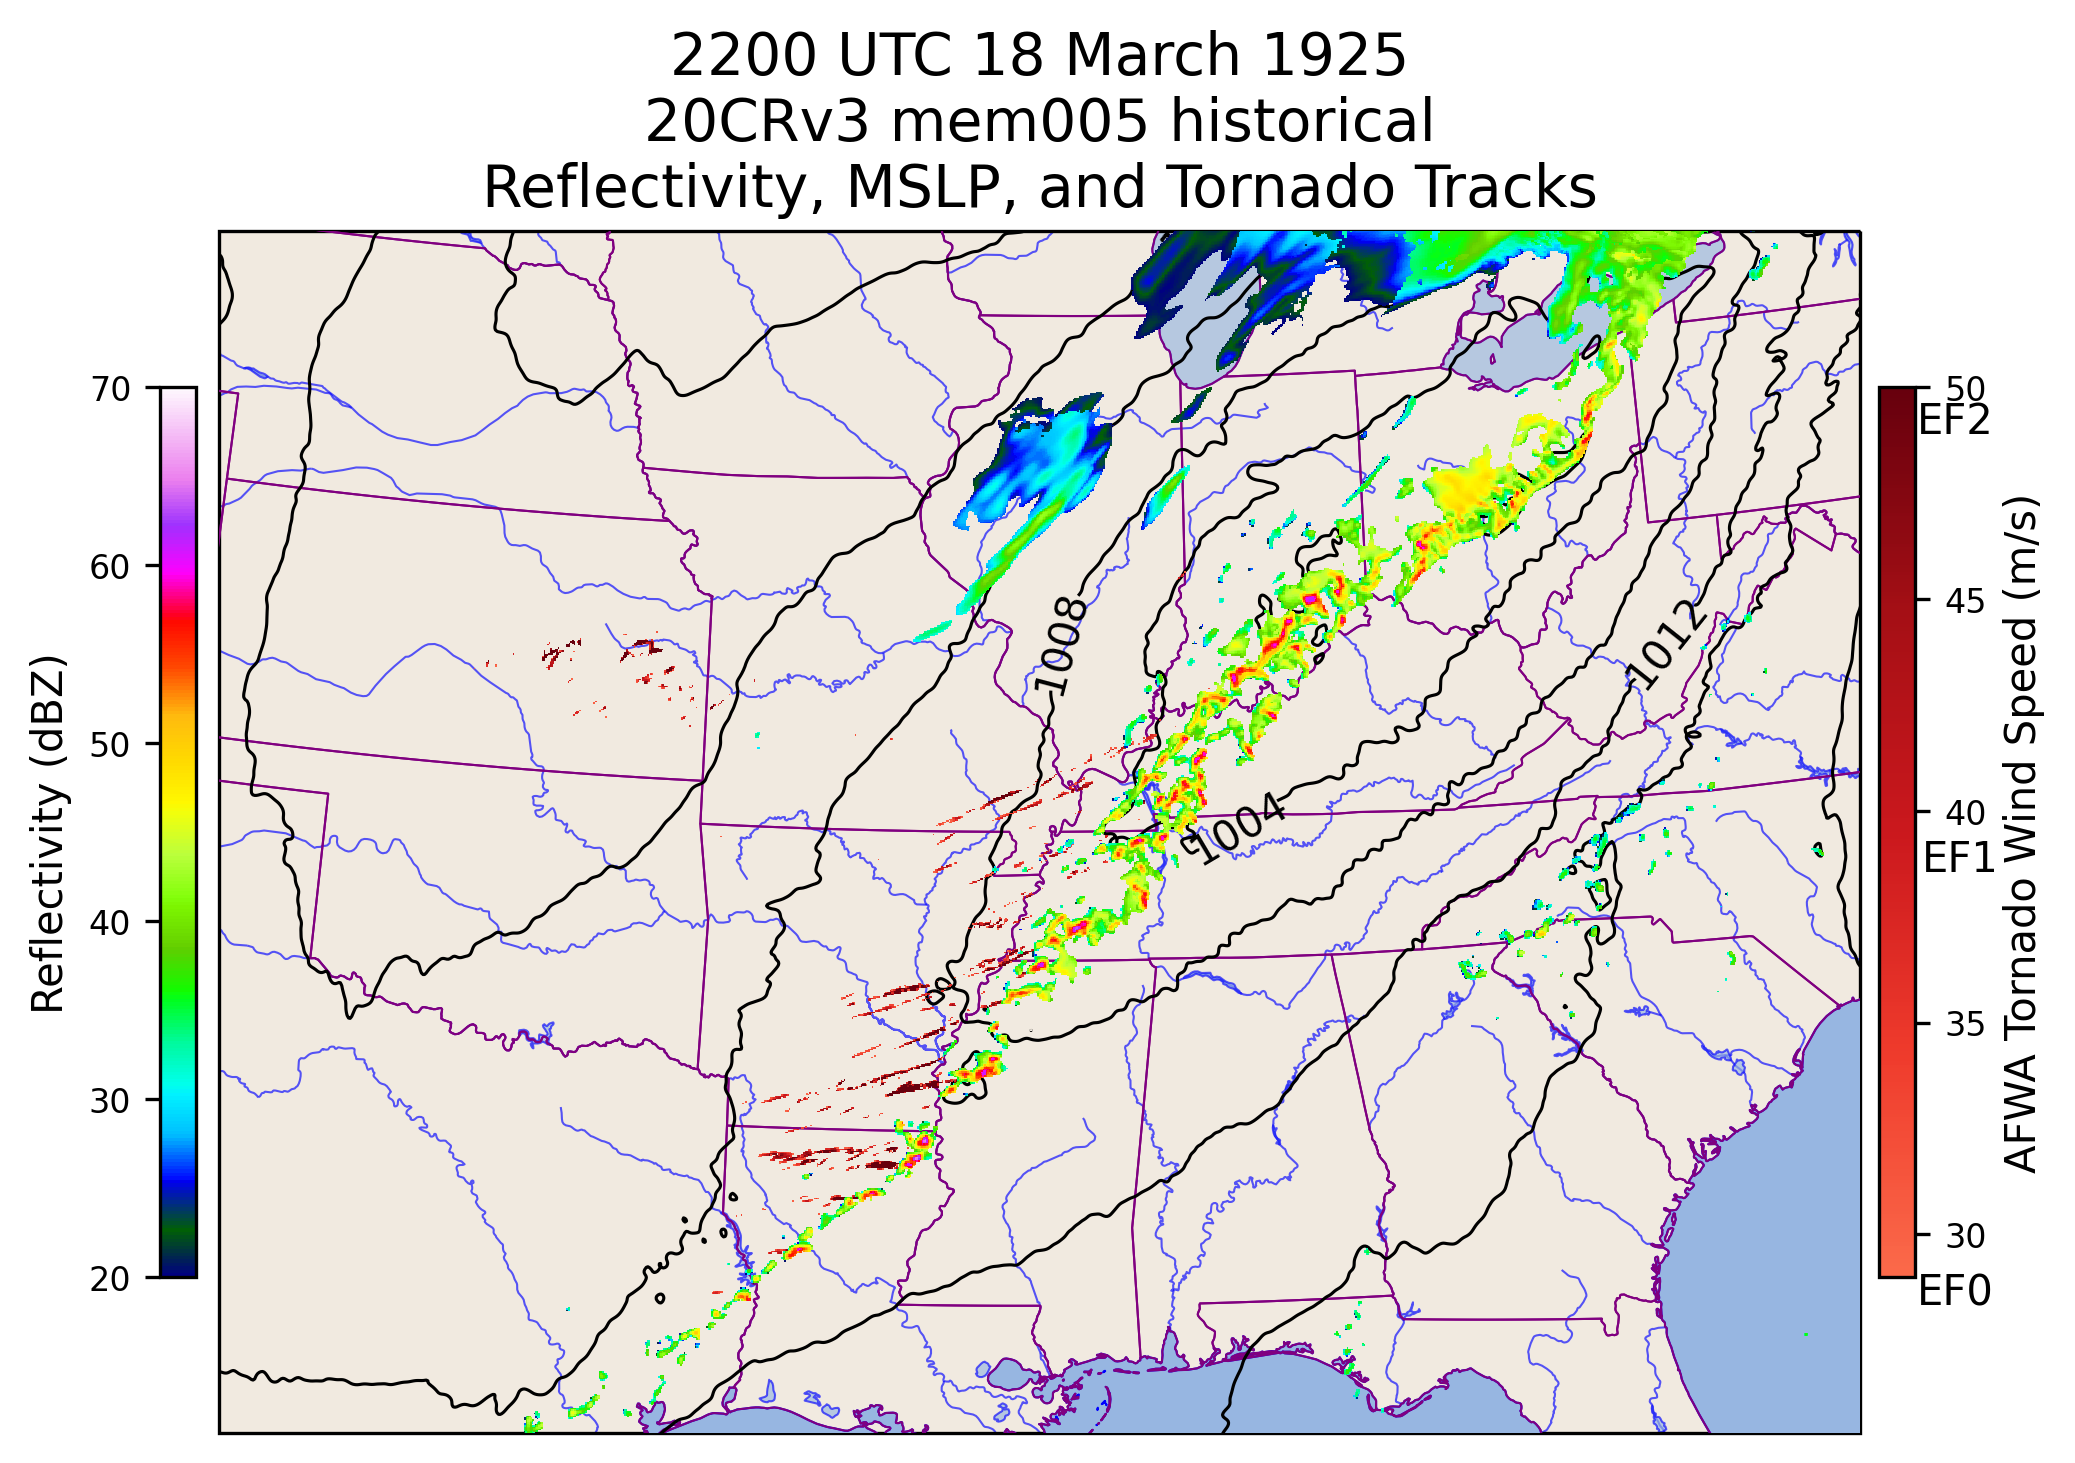 2200 UTC 18 March 1925
20CRv3 mem005 historical
Reflectivity, MSLP, and Tornado Tracks
Reflectivity (dBZ)
70
60
50
40
30
20
1008
1012
1004
50
EF2
45
40
EF1
35
30
EF0
AFWA Tornado Wind Speed (m/s)